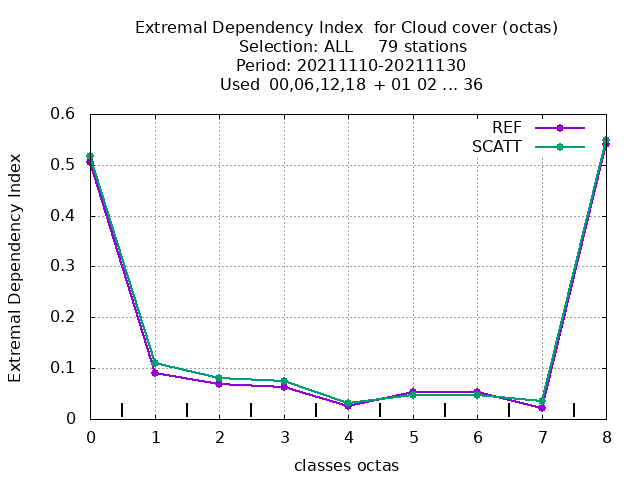 Extremal Dependency Index  for Cloud cover (octas)
Selection: ALL     79 stations
Period: 20211110-20211130
Used  00,06,12,18  + 01 02 ... 36
REF
SCATT
0.6
0.5
0.4
0.3
0.2
0.1
0
Extremal Dependency Index
0 1 2 3 4 5 6 7 8
classes octas